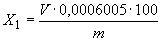 X₁ = V · 0,0006005 · 100 / m